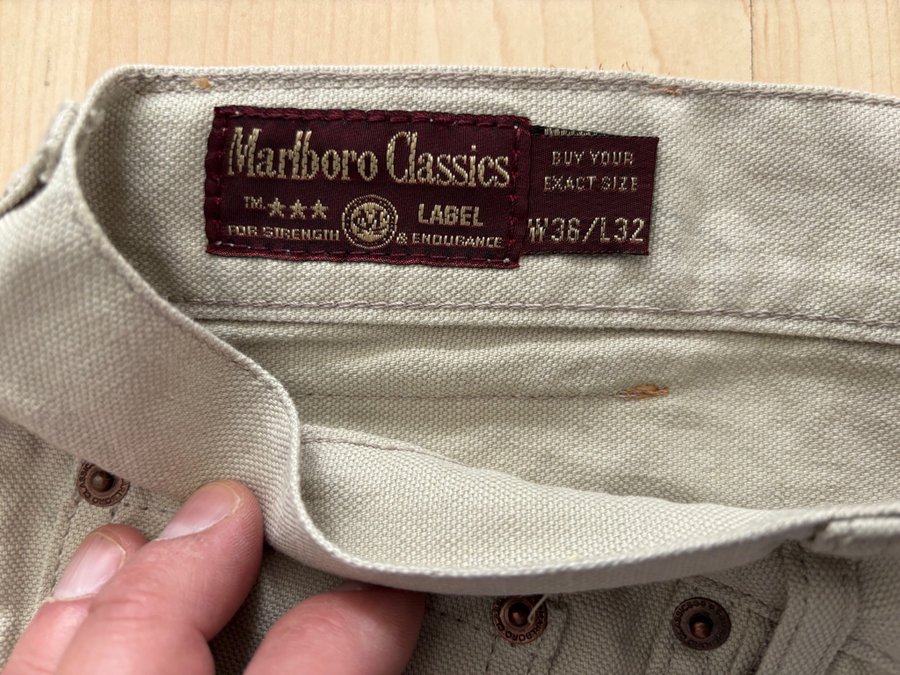 Marlboro Classics
TM ★★★ LABEL
FOR STRENGTH & ENDURANCE
BUY YOUR
EXACT SIZE
W36/L32